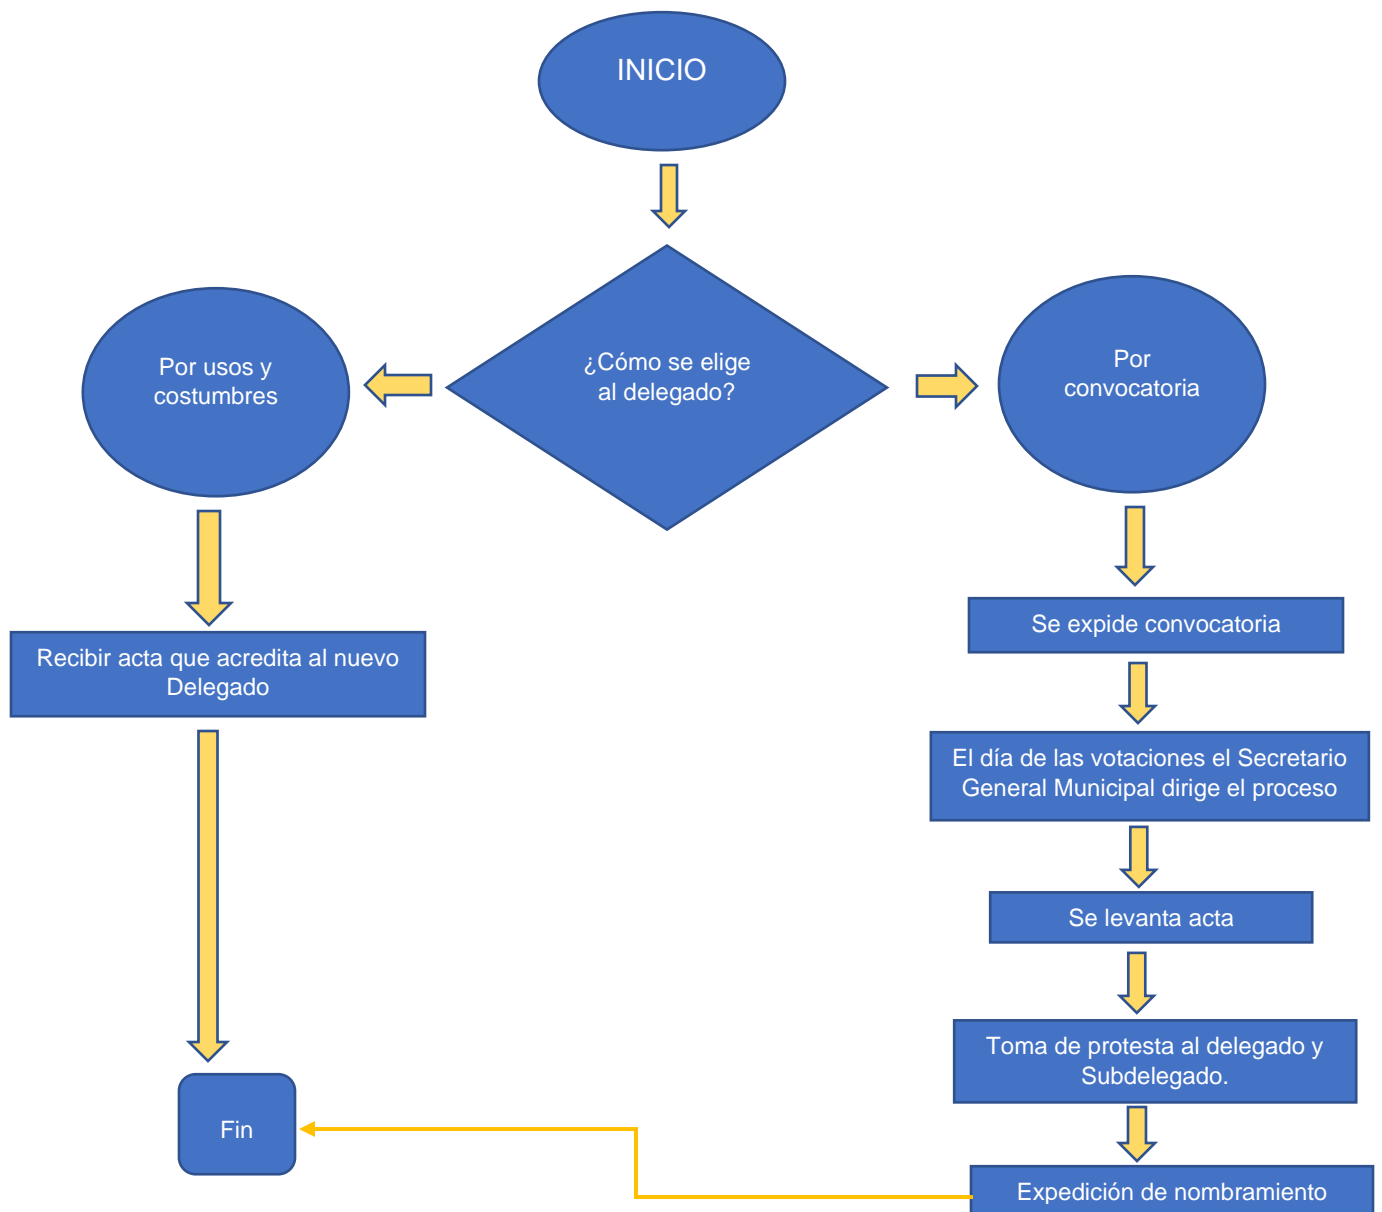 INICIO
¿Cómo se elige
al delegado?
Por usos y
costumbres
Por
convocatoria
Recibir acta que acredita al nuevo
Delegado
Se expide convocatoria
El día de las votaciones el Secretario
General Municipal dirige el proceso
Se levanta acta
Toma de protesta al delegado y
Subdelegado.
Fin
Expedición de nombramiento